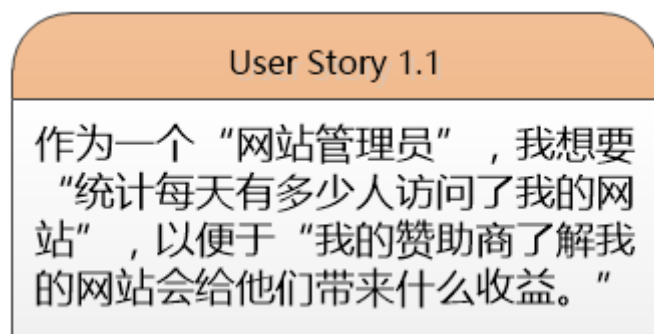 User Story 1.1
作为一个“网站管理员”，我想要
“统计每天有多少人访问了我的网
站”，以便于“我的赞助商了解我
的网站会给他们带来什么收益。”